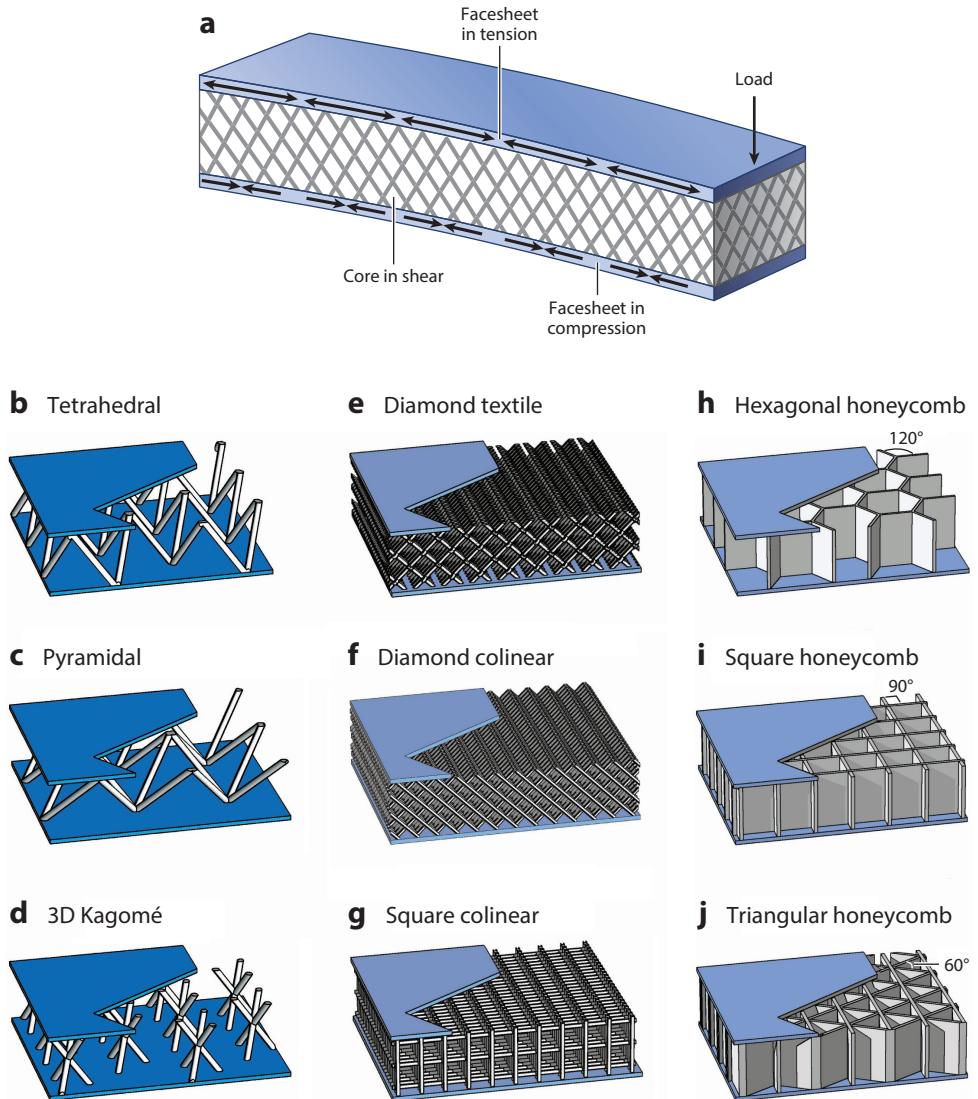 a
Facesheet
in tension
Load
Core in shear
Facesheet in
compression
b Tetrahedral
e Diamond textile
h Hexagonal honeycomb
120°
c Pyramidal
f Diamond colinear
i Square honeycomb
90°
d 3D Kagomé
g Square colinear
j Triangular honeycomb
60°